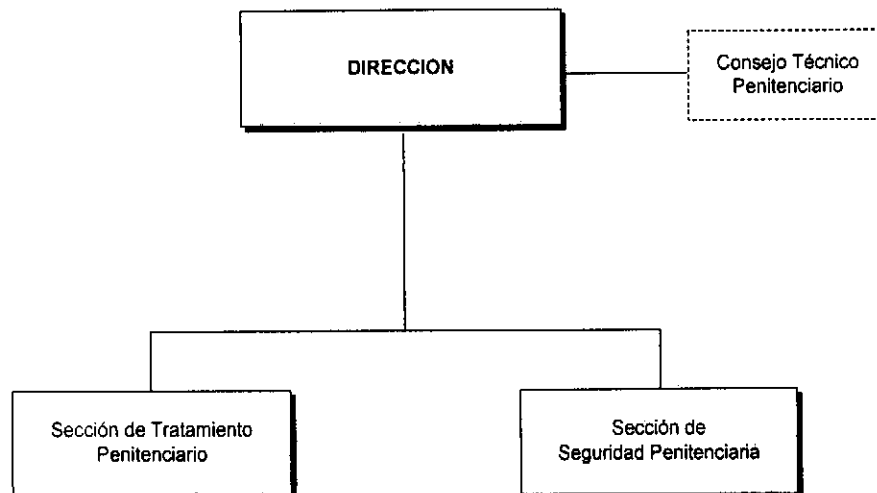 DIRECCION
Consejo Técnico
Penitenciario
Sección de Tratamiento
Penitenciario
Sección de
Seguridad Penitenciaria